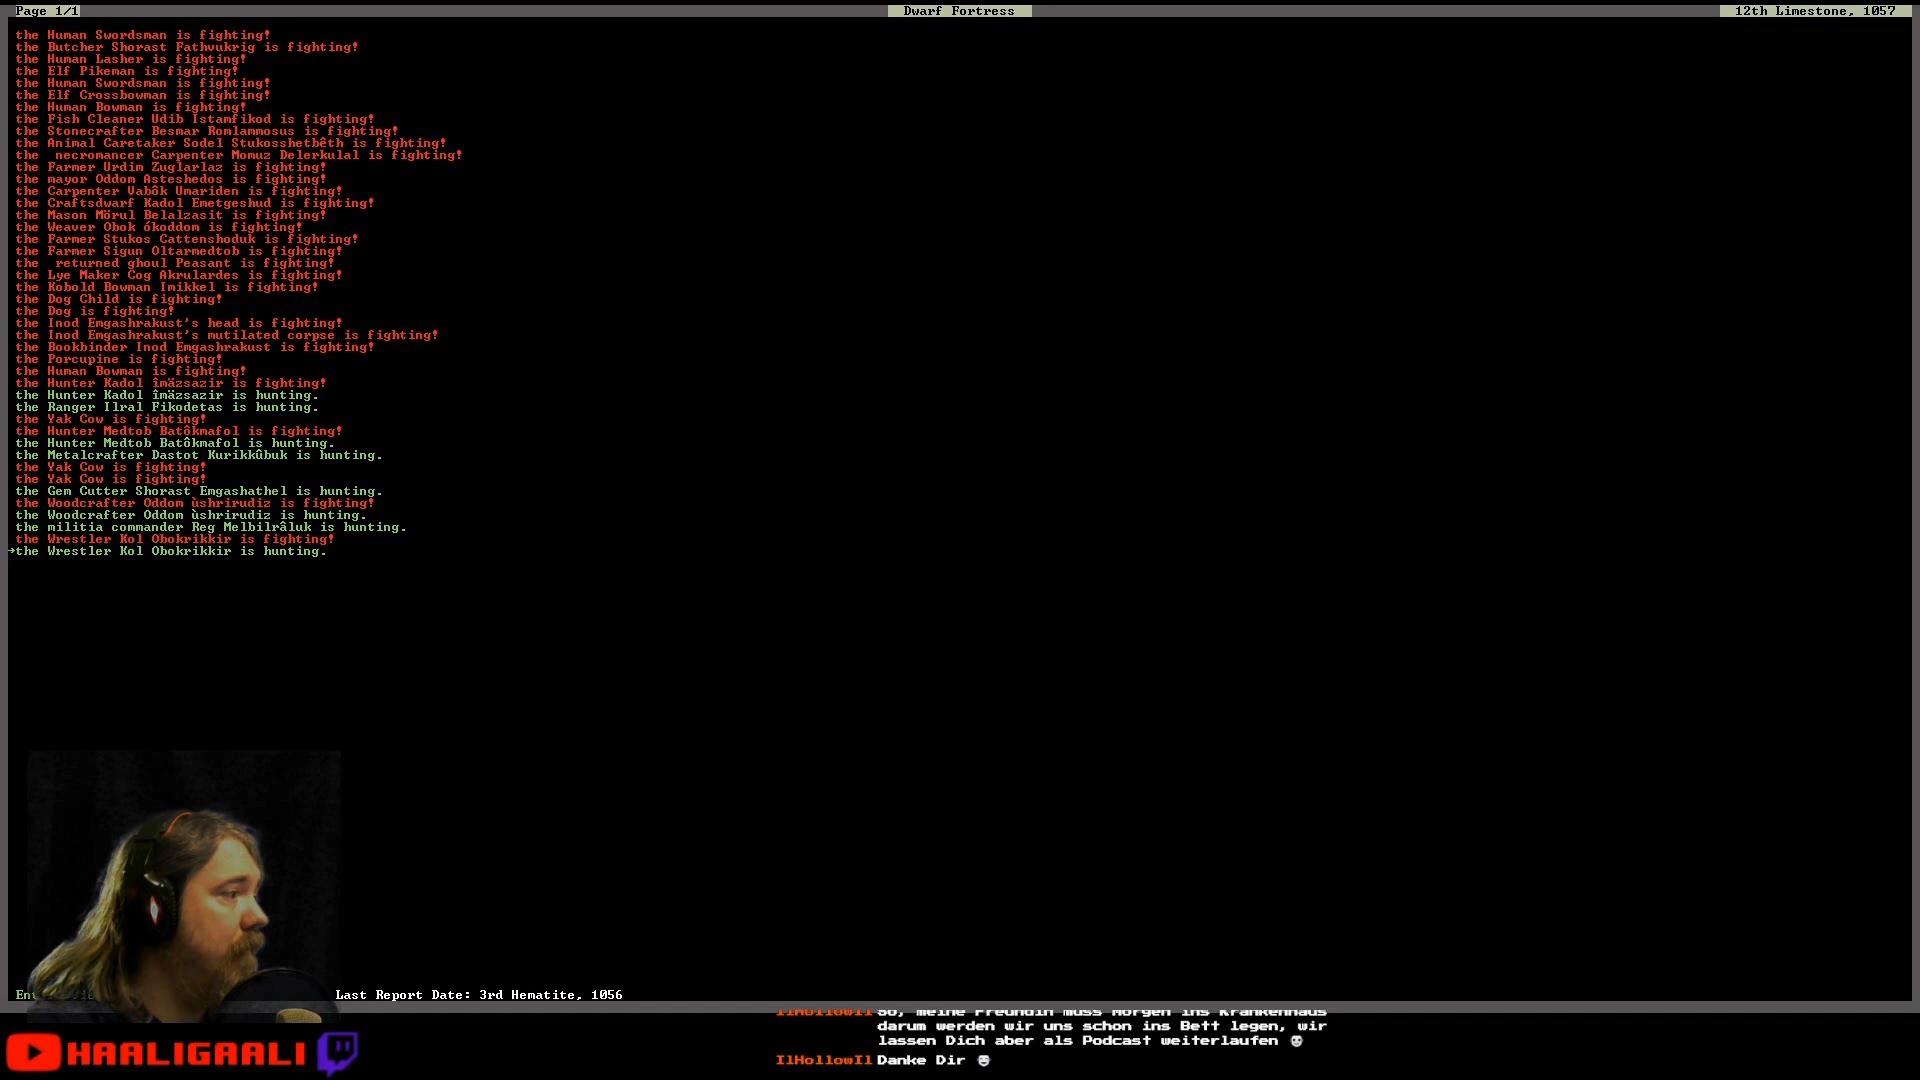 Page 1/1
Dwarf Fortress
12th Limestone, 1057
the Human Swordsman is fighting!
the Butcher Shorast Fathvukrig is fighting!
the Human Lasher is fighting!
the Elf Pikeman is fighting!
the Human Swordsman is fighting!
the Elf Crossbowman is fighting!
the Human Bowman is fighting!
the Fish Cleaner Udib Istamfikod is fighting!
the Stonecrafter Besmar Romlammosus is fighting!
the Animal Caretaker Sodel Stukosshetbêth is fighting!
the  necromancer Carpenter Momuz Delerkulal is fighting!
the Farmer Urdim Zuglarlaz is fighting!
the mayor Oddom Asteshedos is fighting!
the Carpenter Vabôk Umariden is fighting!
the Craftsdwarf Kadol Emetgeshud is fighting!
the Mason Mörul Belalzasit is fighting!
the Weaver Obok ókoddom is fighting!
the Farmer Stukos Cattenshoduk is fighting!
the Farmer Sigun Oltarmedtob is fighting!
the  returned ghoul Peasant is fighting!
the Lye Maker Cog Akrulardes is fighting!
the Kobold Bowman Imikkel is fighting!
the Dog Child is fighting!
the Dog is fighting!
the Inod Emgashrakust's head is fighting!
the Inod Emgashrakust's mutilated corpse is fighting!
the Bookbinder Inod Emgashrakust is fighting!
the Porcupine is fighting!
the Human Bowman is fighting!
the Hunter Kadol îmäzsazir is fighting!
the Hunter Kadol îmäzsazir is hunting.
the Ranger Ilral Fikodetas is hunting.
the Yak Cow is fighting!
the Hunter Medtob Batôkmafol is fighting!
the Hunter Medtob Batôkmafol is hunting.
the Metalcrafter Dastot Kurikkûbuk is hunting.
the Yak Cow is fighting!
the Yak Cow is fighting!
the Gem Cutter Shorast Emgashathel is hunting.
the Woodcrafter Oddom ùshrirudiz is fighting!
the Woodcrafter Oddom ùshrirudiz is hunting.
the militia commander Reg Melbilrâluk is hunting.
the Wrestler Kol Obokrikkir is fighting!
→the Wrestler Kol Obokrikkir is hunting.
Last Report Date: 3rd Hematite, 1056
IlHollowIl So, meine Freundin muss morgen ins Krankenhaus
darum werden wir uns schon ins Bett legen, wir
lassen Dich aber als Podcast weiterlaufen
IlHollowIl Danke Dir
HAALIGAALI